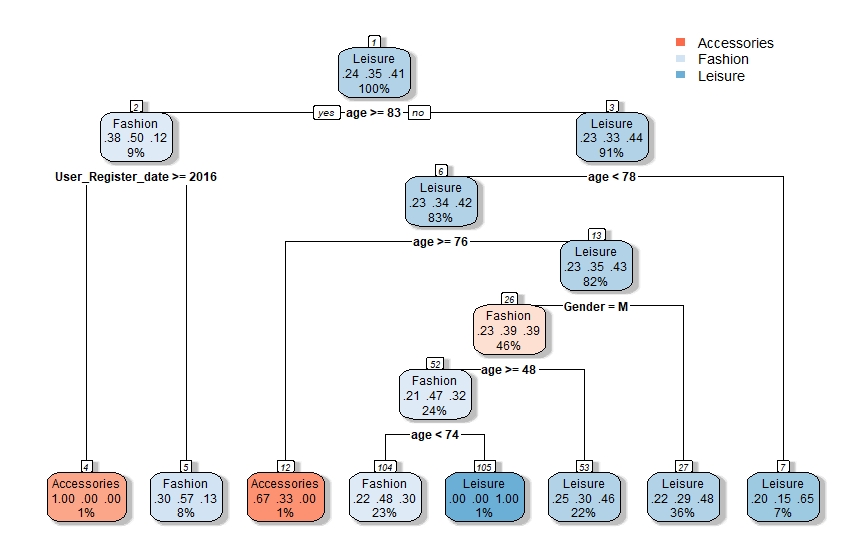 1
Leisure
.24 .35 .41
100%
Accessories
Fashion
Leisure
yes age >= 83 no
2
Fashion
.38 .50 .12
9%
3
Leisure
.23 .33 .44
91%
User_Register_date >= 2016
age < 78
6
Leisure
.23 .34 .42
83%
age >= 76
13
Leisure
.23 .35 .43
82%
Gender = M
26
Fashion
.23 .39 .39
46%
age >= 48
52
Fashion
.21 .47 .32
24%
age < 74
4
Accessories
1.00 .00 .00
1%
5
Fashion
.30 .57 .13
8%
12
Accessories
.67 .33 .00
1%
104
Fashion
.22 .48 .30
23%
105
Leisure
.00 .00 1.00
1%
53
Leisure
.25 .30 .46
22%
27
Leisure
.22 .29 .48
36%
7
Leisure
.20 .15 .65
7%